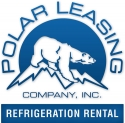 POLAR LEASING
COMPANY, INC.
REFRIGERATION RENTAL